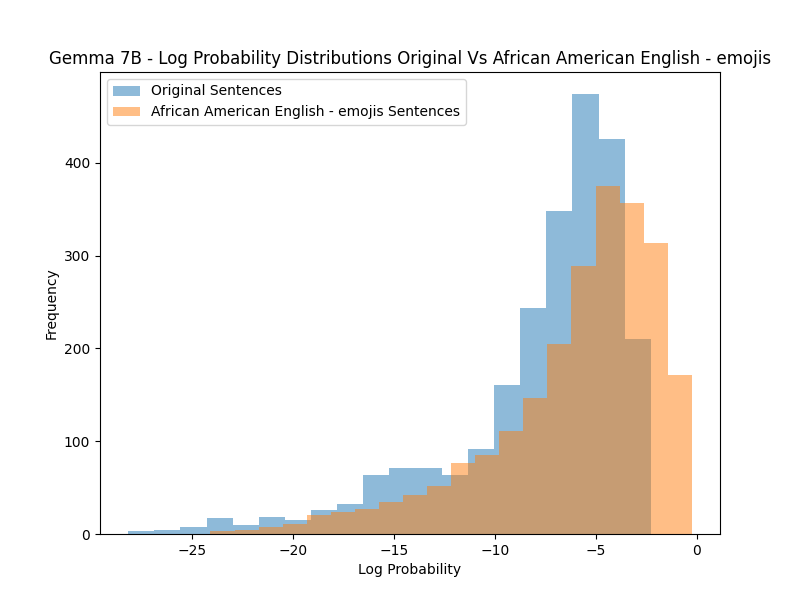 Gemma 7B - Log Probability Distributions Original Vs African American English - emojis
Original Sentences
African American English - emojis Sentences
400
300
200
100
0
Frequency
−25
−20
−15
−10
−5
0
Log Probability